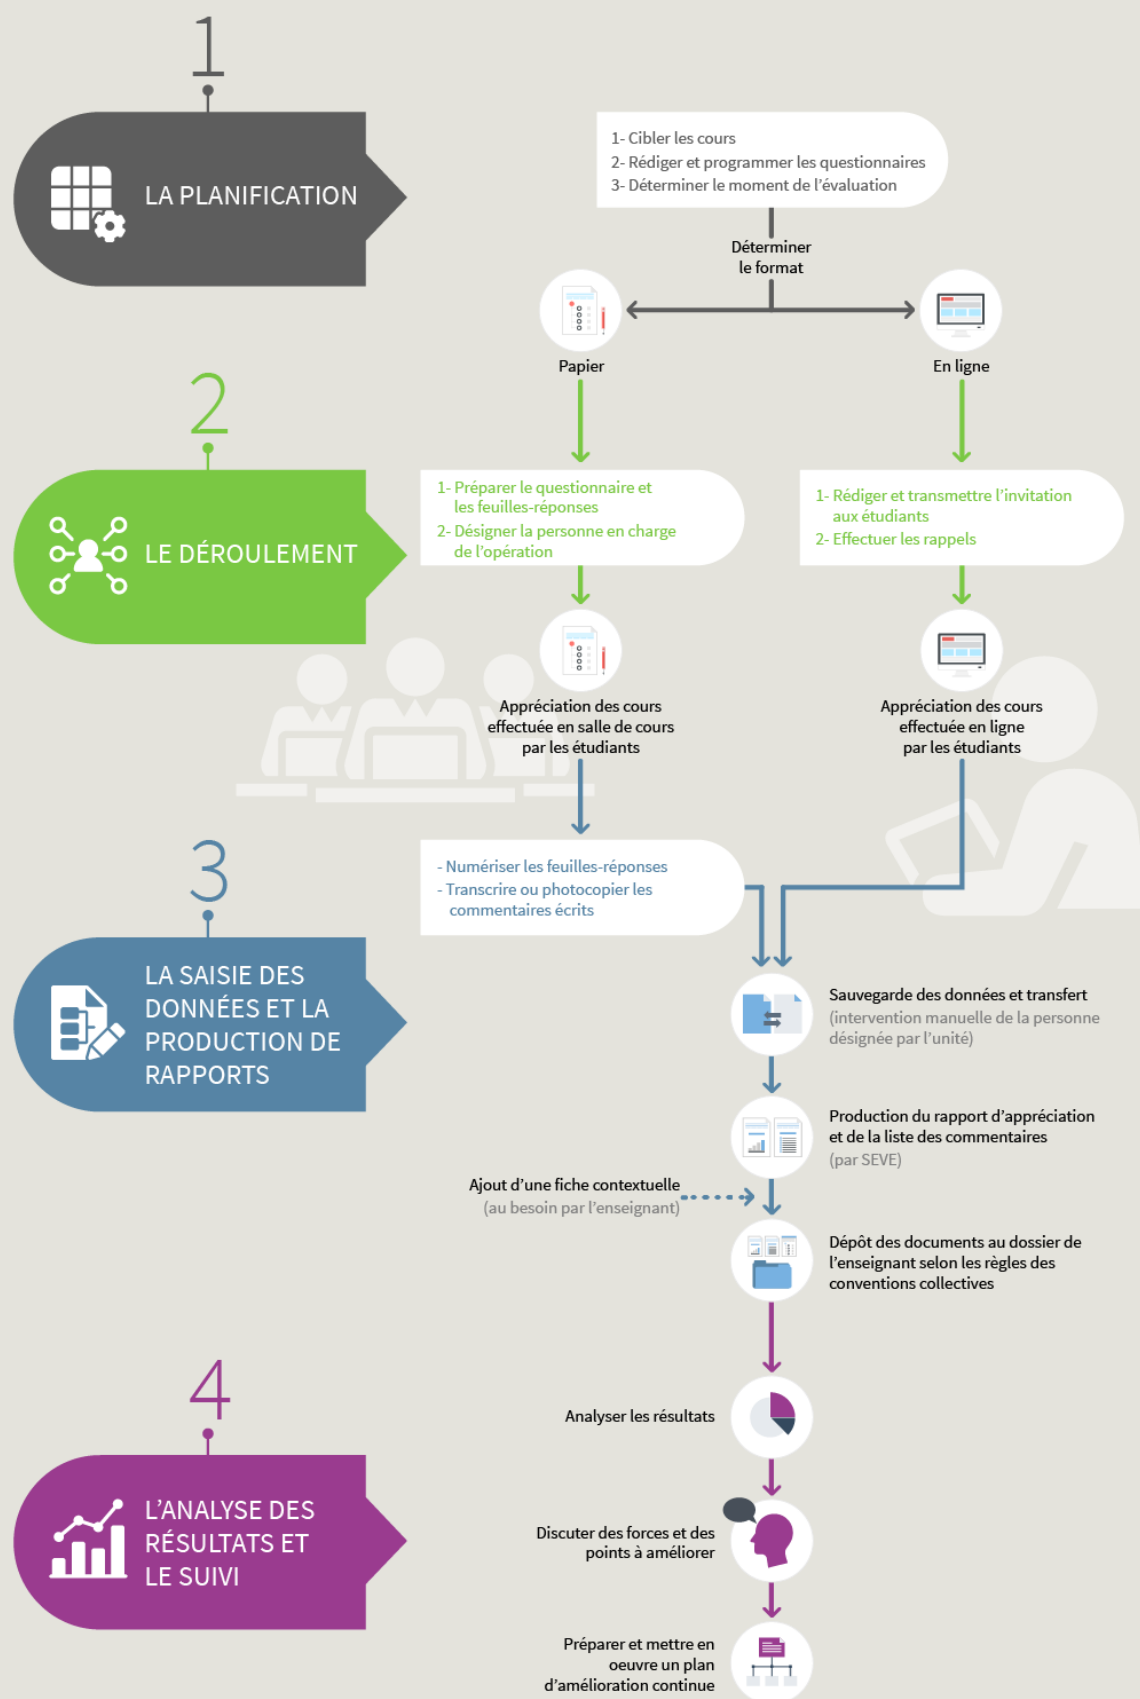 1
LA PLANIFICATION
1- Cibler les cours
2- Rédiger et programmer les questionnaires
3- Déterminer le moment de l'évaluation
Déterminer
le format
Papier
En ligne
2
LE DÉROULEMENT
1- Préparer le questionnaire et
les feuilles-réponses
2- Désigner la personne en charge
de l'opération
1- Rédiger et transmettre l'invitation
aux étudiants
2- Effectuer les rappels
Appréciation des cours
effectuée en salle de cours
par les étudiants
Appréciation des cours
effectuée en ligne
par les étudiants
3
LA SAISIE DES
DONNÉES ET LA
PRODUCTION DE
RAPPORTS
- Numériser les feuilles-réponses
- Transcrire ou photocopier les
commentaires écrits
Sauvegarde des données et transfert
(intervention manuelle de la personne
désignée par l'unité)
Production du rapport d'appréciation
et de la liste des commentaires
(par SEVE)
Ajout d'une fiche contextuelle
(au besoin par l'enseignant)
Dépôt des documents au dossier de
l'enseignant selon les règles des
conventions collectives
4
L'ANALYSE DES
RÉSULTATS ET
LE SUIVI
Analyser les résultats
Discuter des forces et des
points à améliorer
Préparer et mettre en
oeuvre un plan
d'amélioration continue